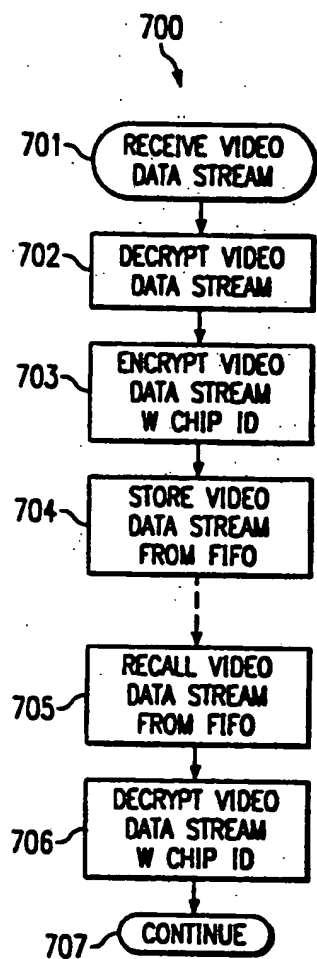 700
701
RECEIVE VIDEO
DATA STREAM
702
DECRYPT VIDEO
DATA STREAM
703
ENCRYPT VIDEO
DATA STREAM
W CHIP ID
704
STORE VIDEO
DATA STREAM
FROM FIFO
705
RECALL VIDEO
DATA STREAM
FROM FIFO
706
DECRYPT VIDEO
DATA STREAM
W CHIP ID
707
CONTINUE